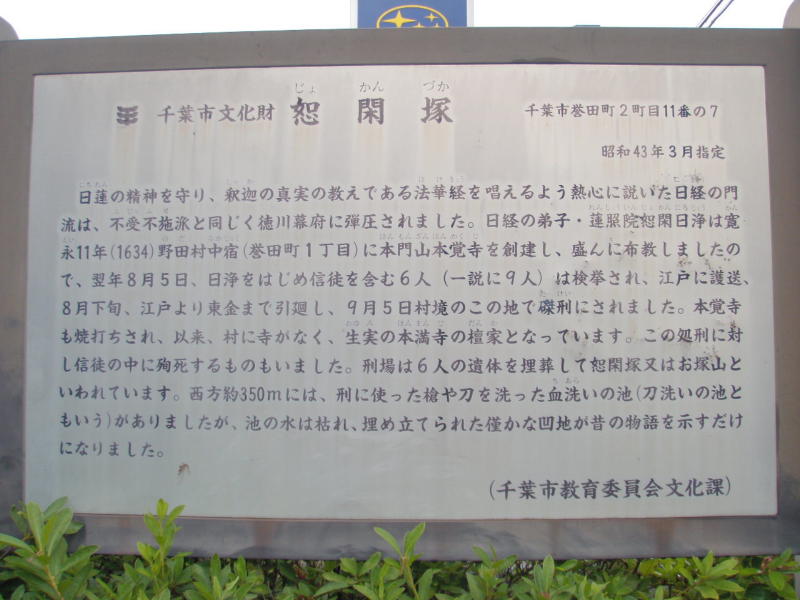 千葉市文化財 恕閑塚 千葉市誉田町2町目11番の7
じょ かん づか
昭和43年3月指定
日蓮の精神を守り、釈迦の真実の教えである法華経を唱えるよう熱心に説いた日経の門
流は、不受不施派と同じく徳川幕府に弾圧されました。日経の弟子・蓮照院恕閑日浄は寛
永11年(1634)野田村中宿(誉田町1丁目)に本門山本覚寺を創建し、盛んに布教しましたの
で、翌年8月5日、日浄をはじめ信徒を含む6人(一説に9人)は検挙され、江戸に護送、
8月下旬、江戸より東金まで引廻し、9月5日村境のこの地で磔刑にされました。本覚寺
も焼打ちされ、以来、村に寺がなく、生実の本満寺の檀家となっています。この処刑に対
し信徒の中に殉死するものもいました。刑場は6人の遺体を埋葬して恕閑塚又はお塚山と
いわれています。西方約350mには、刑に使った槍や刀を洗った血洗いの池(刀洗いの池と
もいう)がありましたが、池の水は枯れ、埋め立てられた僅かな凹地が昔の物語を示すだけ
になりました。
(千葉市教育委員会文化課)